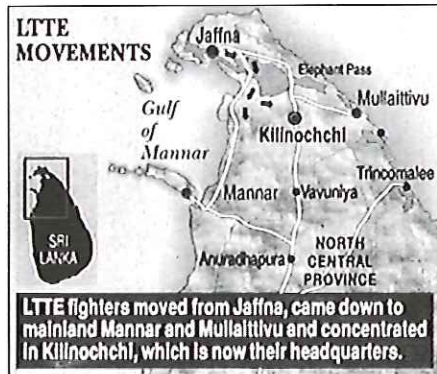 LTTE
MOVEMENTS
Jaffna
Elephant Pass
Mullaittivu
Gulf
of
Mannar
Kilinochchi
Trincomalee
Mannar
Vavuniya
SRI
LANKA
Anuradhapura
NORTH
CENTRAL
PROVINCE
LTTE fighters moved from Jaffna, came down to
mainland Mannar and Mullaittivu and concentrated
in Kilinochchi, which is now their headquarters.